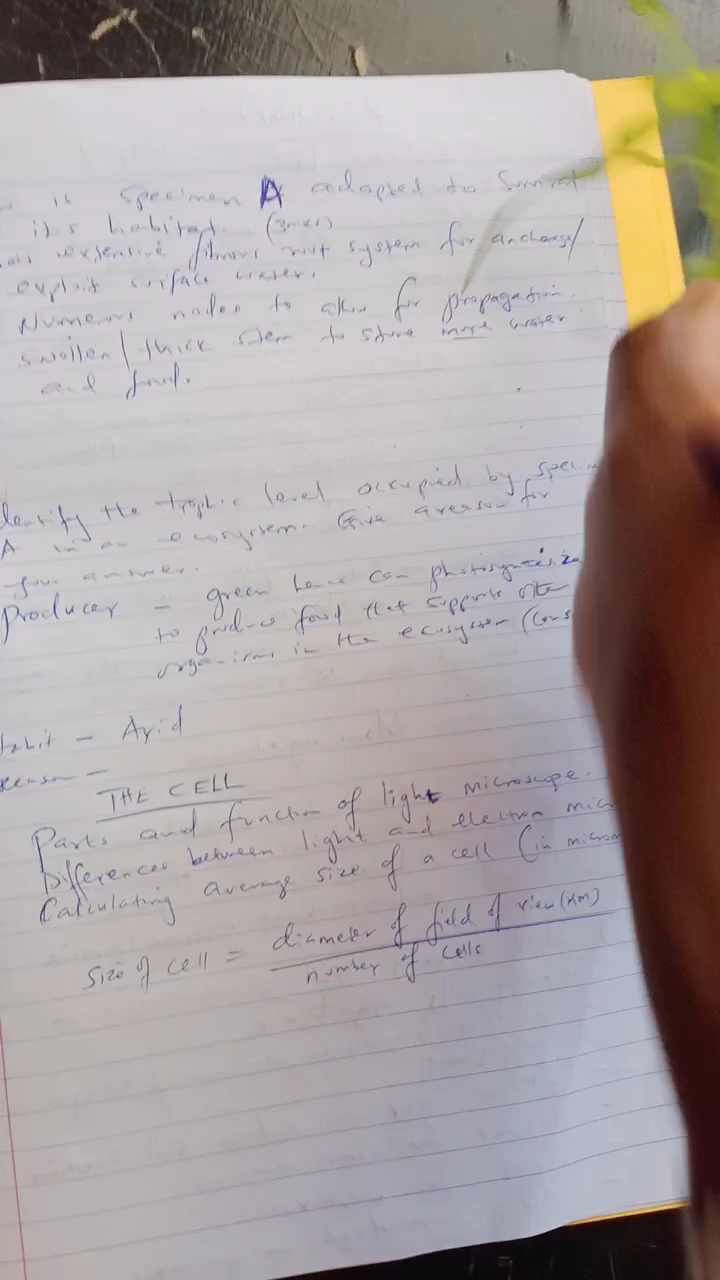 is specimen A adapted to survival
its habitat. (3mks)
extensive fibrous root system for anchorage/
exploit surface water.
Numerous nodes to allow for propagation.
swollen/thick stem to store more water
and food.
Identify the trophic level occupied by
A in an ecosystem. Give a reason for
your answer.
Producer - green hence can photosynthesize
to produce food that supports other
organisms in the ecosystem
- Arid
Reason -
THE CELL
Parts and function of light microscope.
Differences between light and electron
Calculating average size of a cell (in
size of cell = diameter of field of view
number of cells